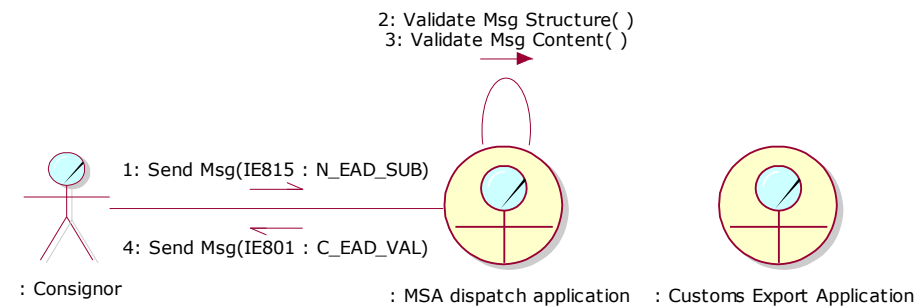 2: Validate Msg Structure( )
3: Validate Msg Content( )
1: Send Msg(IE815 : N_EAD_SUB)
4: Send Msg(IE801 : C_EAD_VAL)
: Consignor
: MSA dispatch application
: Customs Export Application